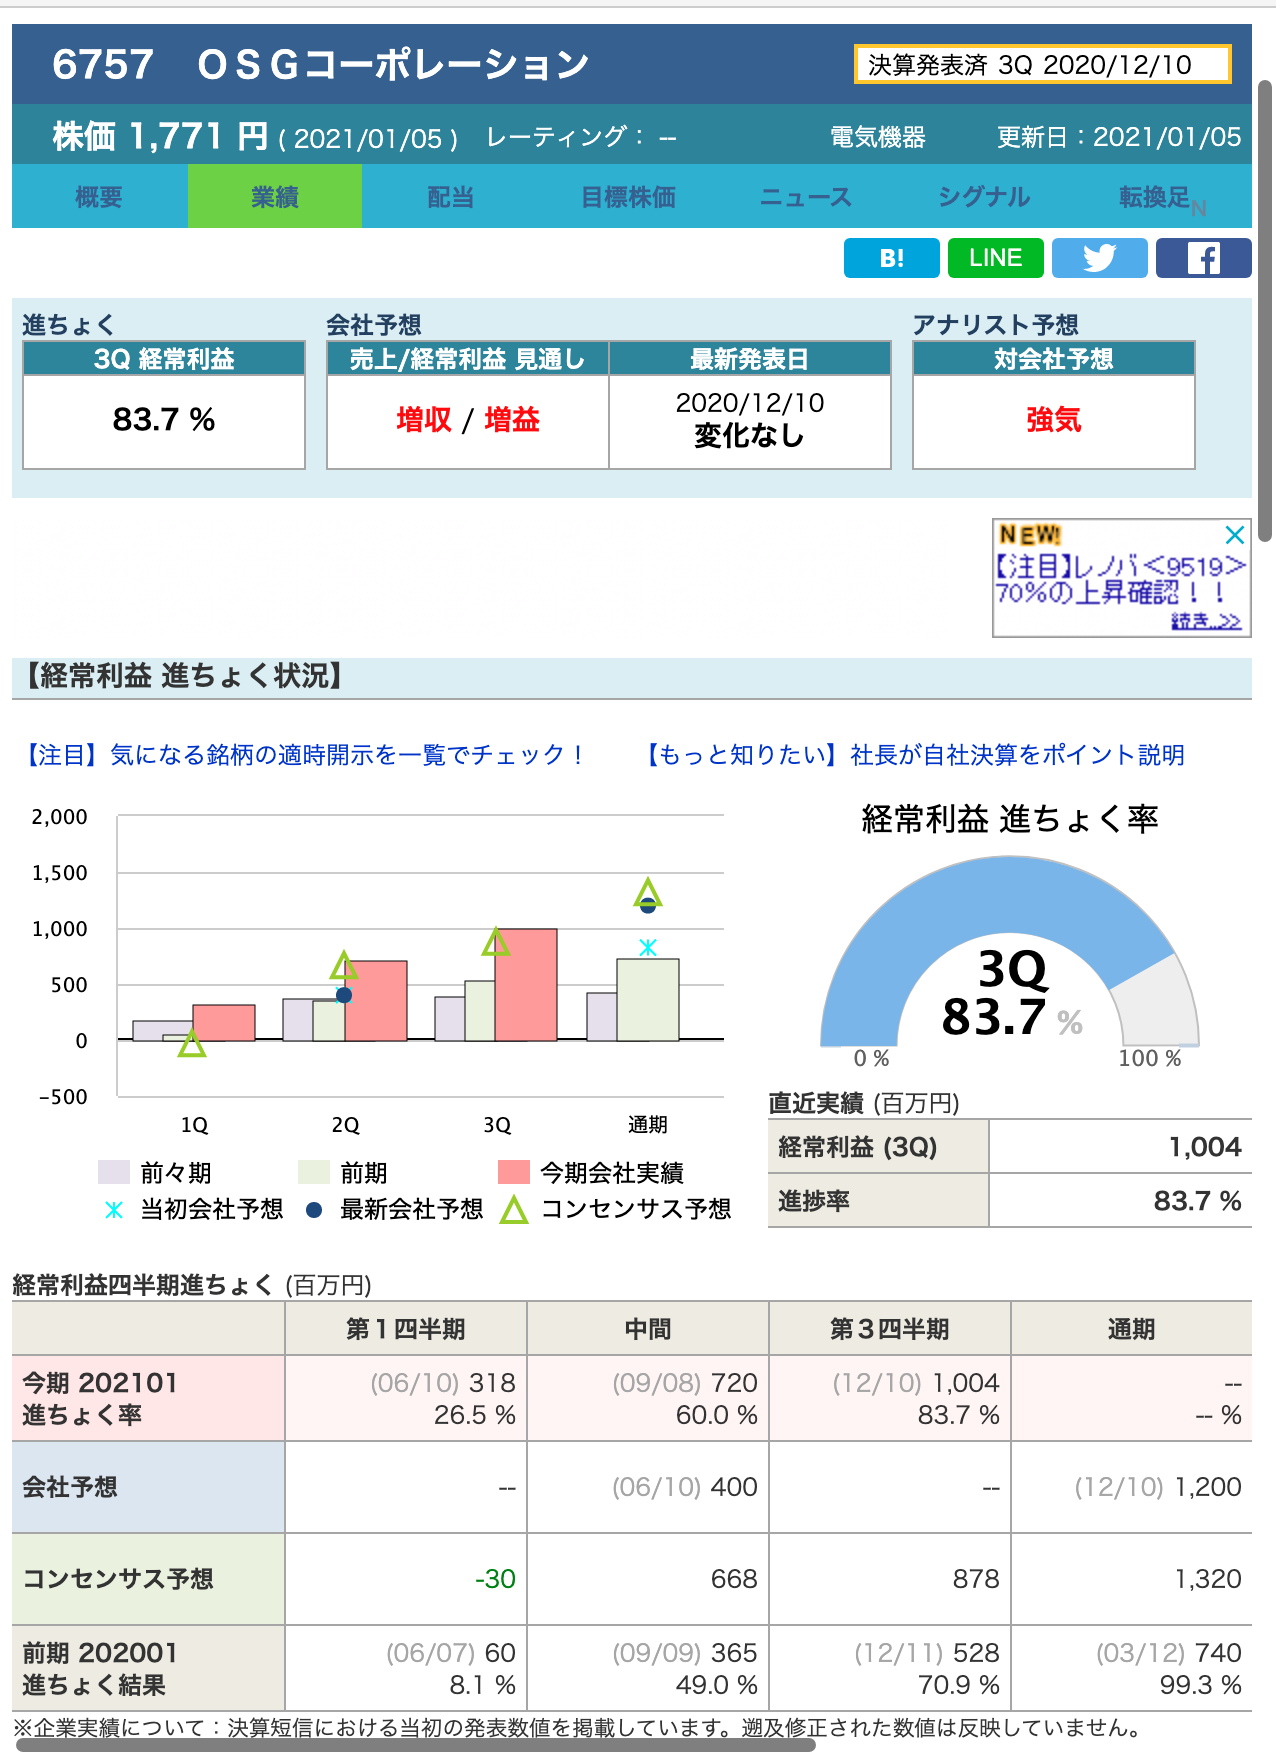 6757　ＯＳＧコーポレーション
決算発表済 3Q 2020/12/10
株価 1,771 円 ( 2021/01/05 )　レーティング： --
電気機器
更新日：2021/01/05
概要　業績　配当　目標株価　ニュース　シグナル　転換足N
B!　LINE
進ちょく　会社予想　アナリスト予想
3Q 経常利益　売上/経常利益 見通し　最新発表日　対会社予想
83.7 %　増収 / 増益　2020/12/10　強気
変化なし
NEW!
【注目】レノバ<9519>
70%の上昇確認！！
続き..>>
【経常利益 進ちょく状況】
【注目】気になる銘柄の適時開示を一覧でチェック！
【もっと知りたい】社長が自社決算をポイント説明
2,000
1,500
1,000
500
0
-500
1Q　2Q　3Q　通期
前々期　前期　今期会社実績
当初会社予想　最新会社予想　コンセンサス予想
経常利益 進ちょく率
3Q
83.7 %
0 %　100 %
直近実績 (百万円)
経常利益 (3Q)　1,004
進捗率　83.7 %
経常利益四半期進ちょく (百万円)
第１四半期　中間　第３四半期　通期
今期 202101　(06/10) 318　(09/08) 720　(12/10) 1,004　--
進ちょく率　26.5 %　60.0 %　83.7 %　-- %
会社予想　--　(06/10) 400　--　(12/10) 1,200
コンセンサス予想　-30　668　878　1,320
前期 202001　(06/07) 60　(09/09) 365　(12/11) 528　(03/12) 740
進ちょく結果　8.1 %　49.0 %　70.9 %　99.3 %
※企業実績について：決算短信における当初の発表数値を掲載しています。遡及修正された数値は反映していません。